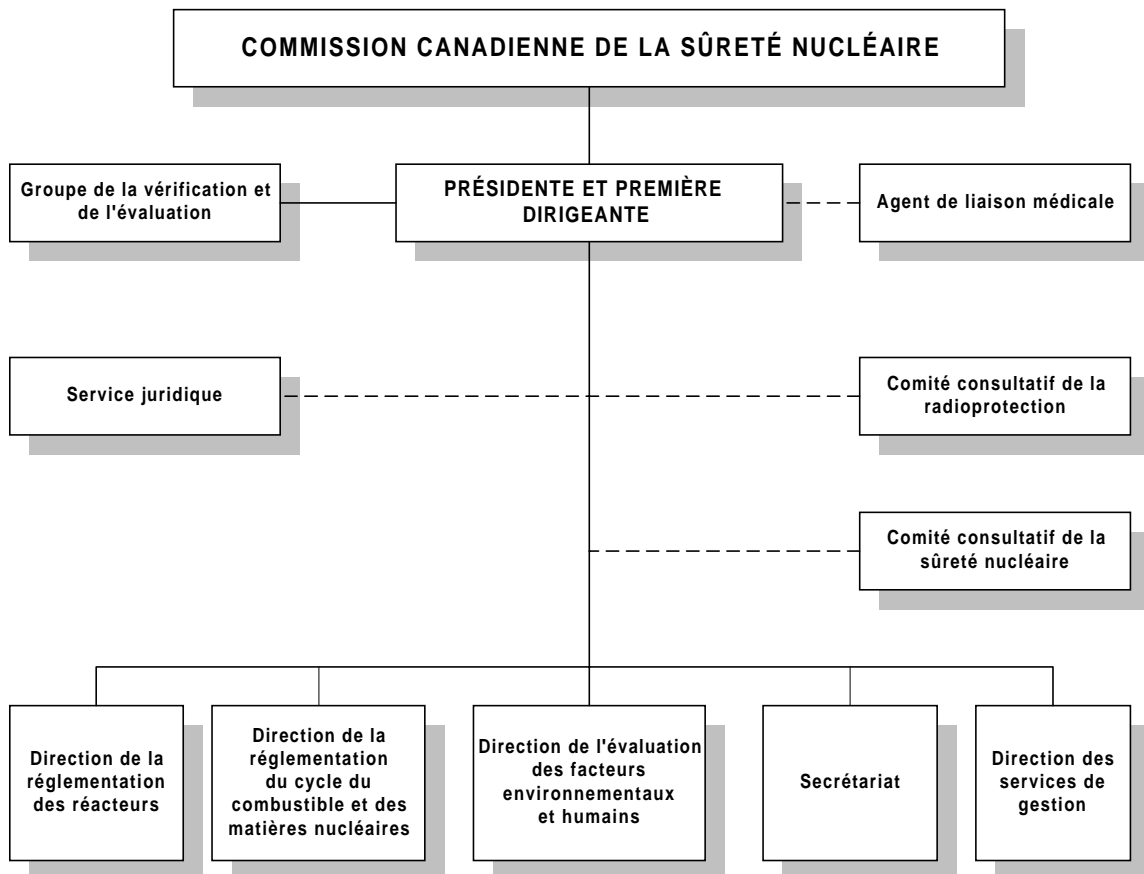 COMMISSION CANADIENNE DE LA SÛRETÉ NUCLÉAIRE
Groupe de la vérification et
de l'évaluation
PRÉSIDENTE ET PREMIÈRE
DIRIGEANTE
Agent de liaison médicale
Service juridique
Comité consultatif de la
radioprotection
Comité consultatif de la
sûreté nucléaire
Direction de la
réglementation
des réacteurs
Direction de la
réglementation
du cycle du
combustible et des
matières nucléaires
Direction de l'évaluation
des facteurs
environnementaux
et humains
Secrétariat
Direction des
services de
gestion